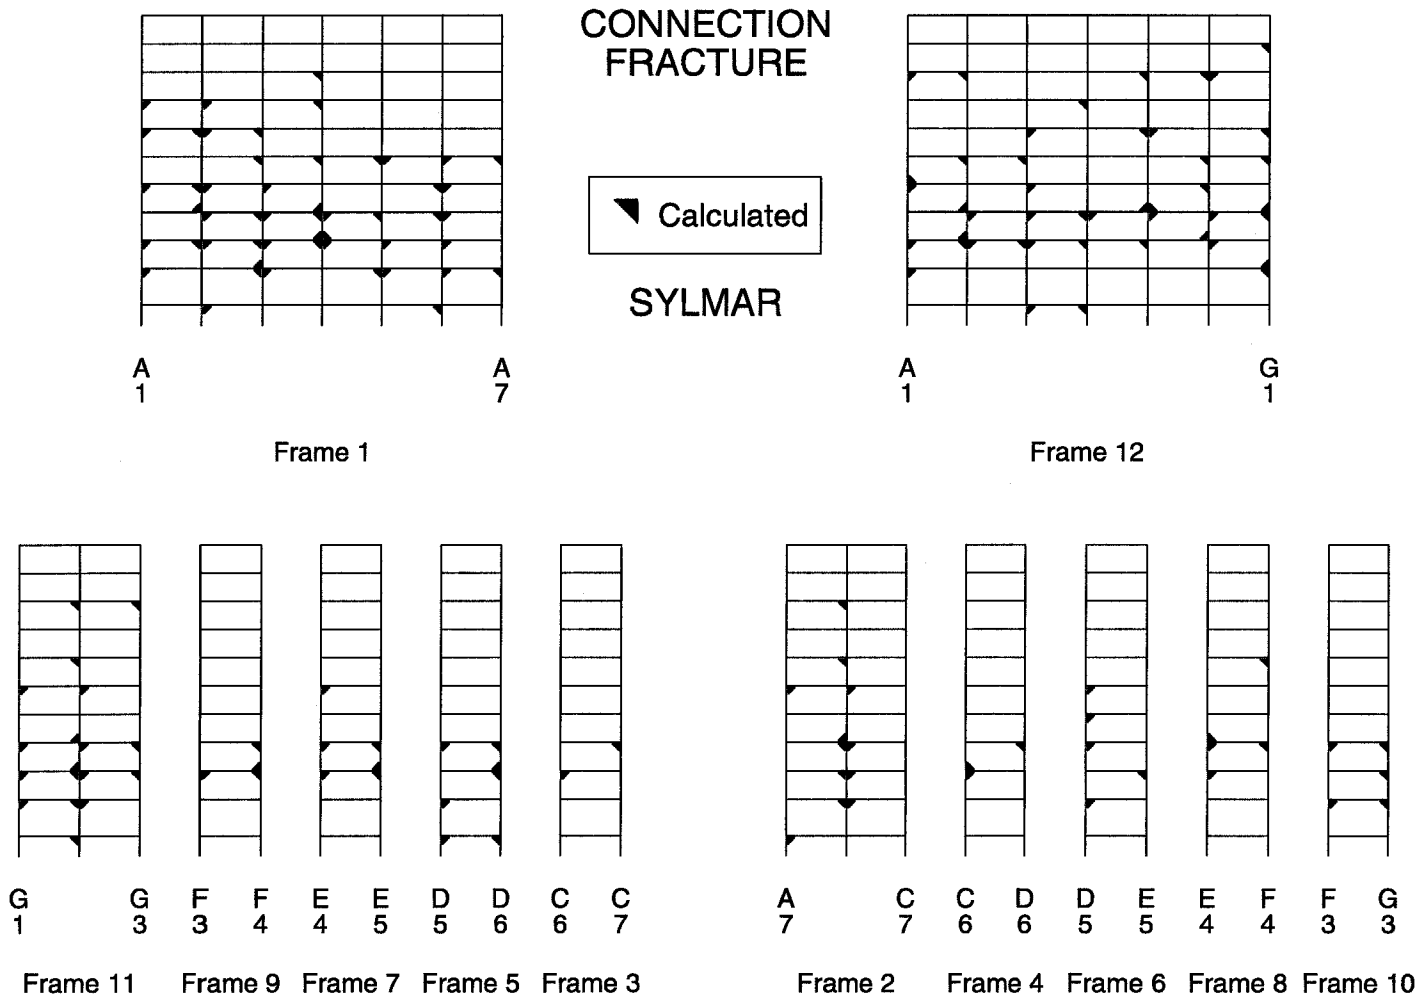 CONNECTION
FRACTURE
Calculated
SYLMAR
A A
1 7
Frame 1
A G
1 1
Frame 12
G G F F E E D D C C
1 3 3 4 4 5 5 6 6 7
Frame 11 Frame 9 Frame 7 Frame 5 Frame 3
A C C D D E E F F G
7 7 6 6 5 5 4 4 3 3
Frame 2 Frame 4 Frame 6 Frame 8 Frame 10